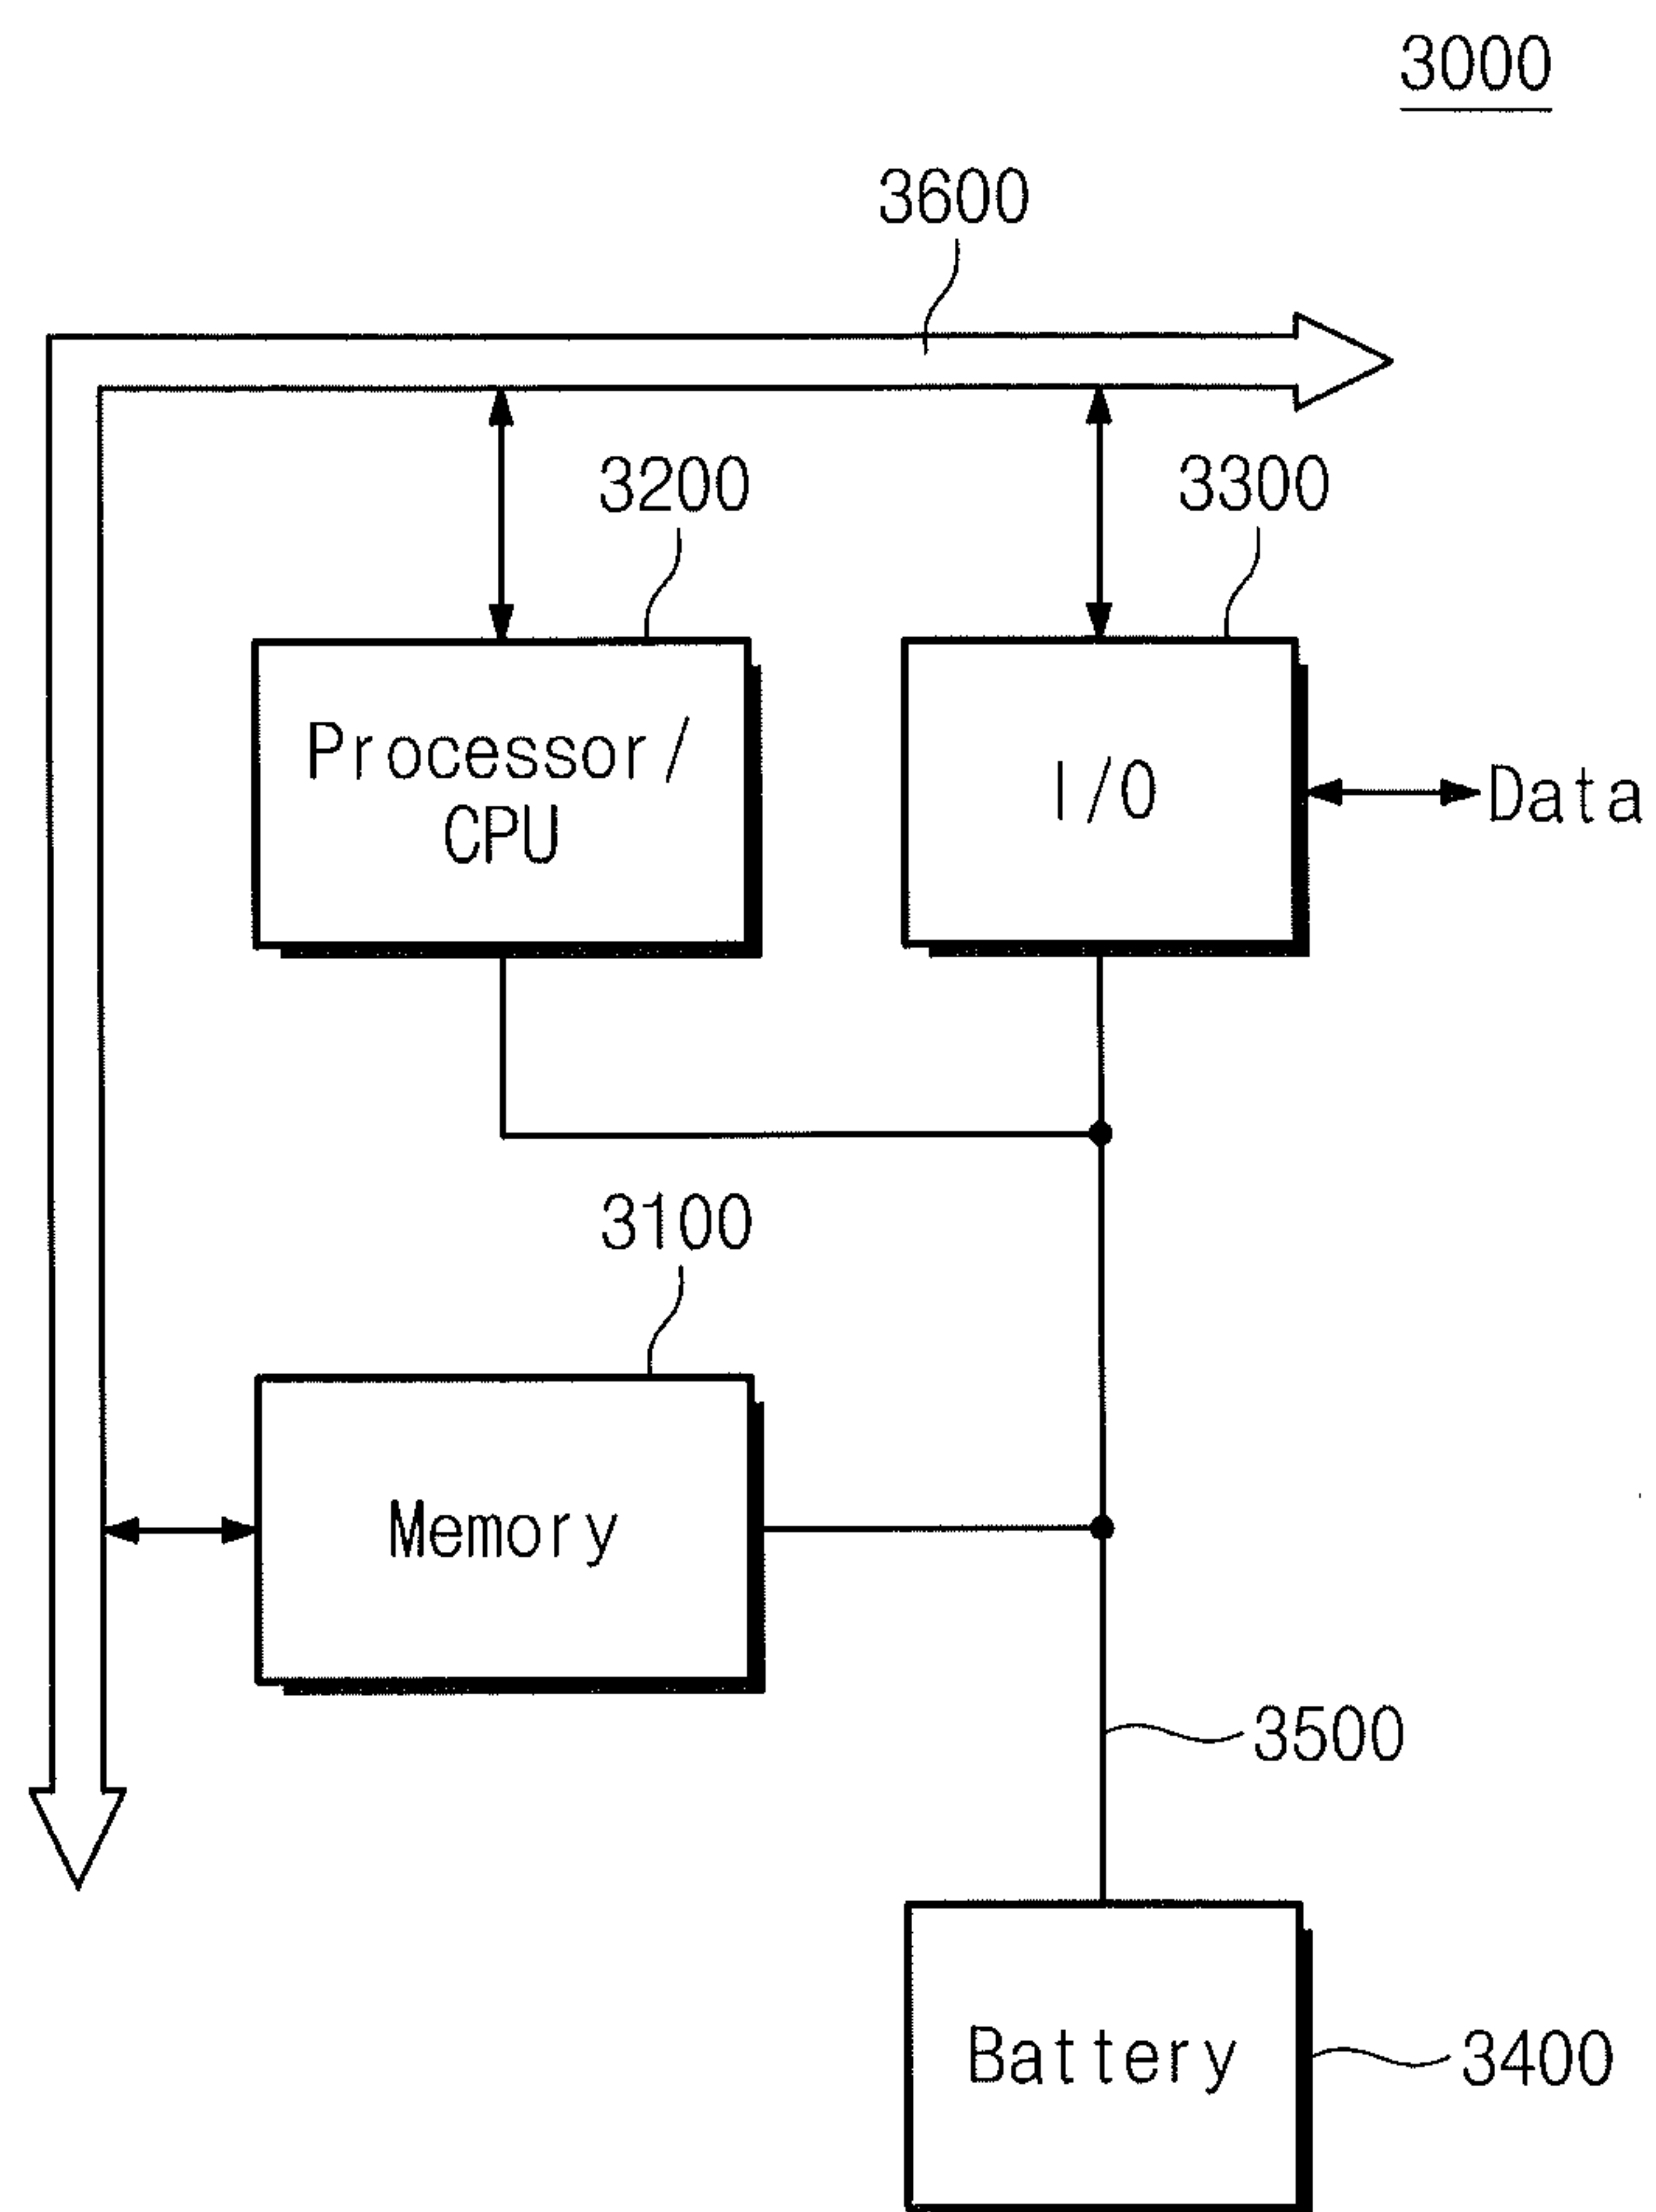 3000
3600
3200
3300
Processor/
CPU
I/O
Data
3100
Memory
3500
Battery
3400